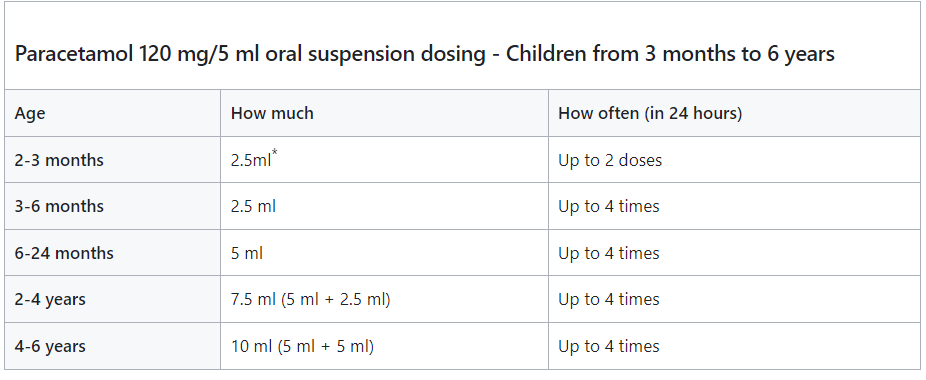 Paracetamol 120 mg/5 ml oral suspension dosing - Children from 3 months to 6 years
Age How much How often (in 24 hours)
2-3 months 2.5ml* Up to 2 doses
3-6 months 2.5 ml Up to 4 times
6-24 months 5 ml Up to 4 times
2-4 years 7.5 ml (5 ml + 2.5 ml) Up to 4 times
4-6 years 10 ml (5 ml + 5 ml) Up to 4 times